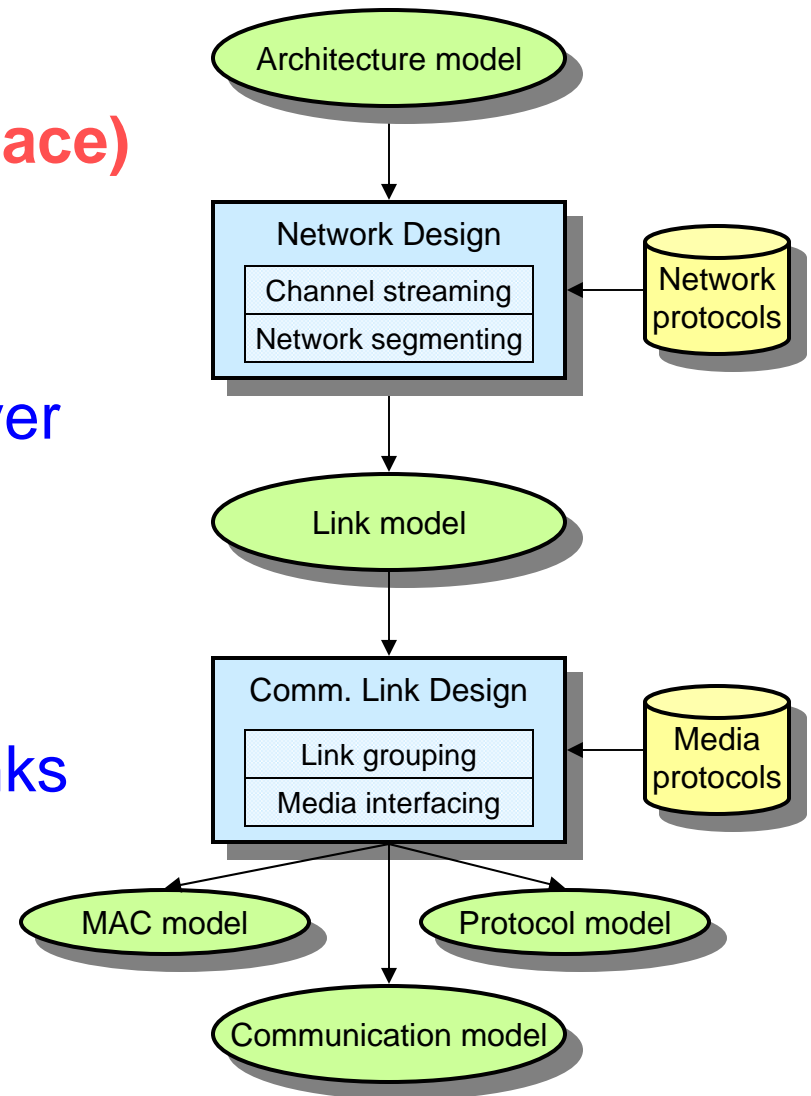 Architecture model
ace)
Network Design
Channel streaming
Network segmenting
Network
protocols
ver
Link model
Comm. Link Design
Link grouping
Media interfacing
Media
protocols
nks
MAC model
Protocol model
Communication model